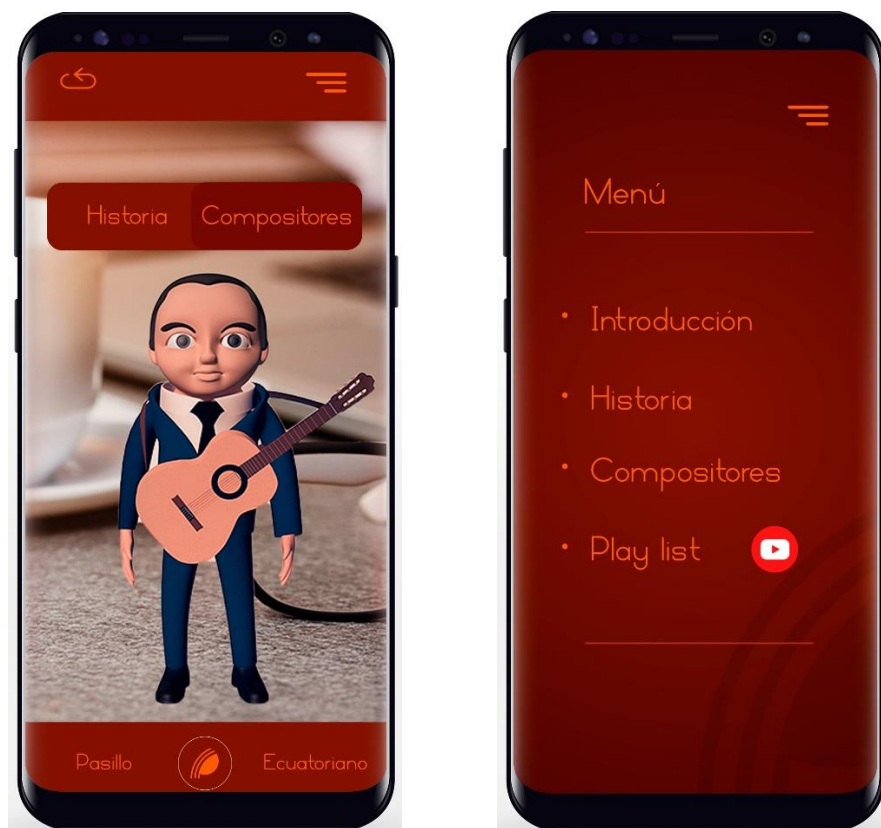 Historia Compositores
Pasillo Ecuatoriano
Menú
Introducción
Historia
Compositores
Play list